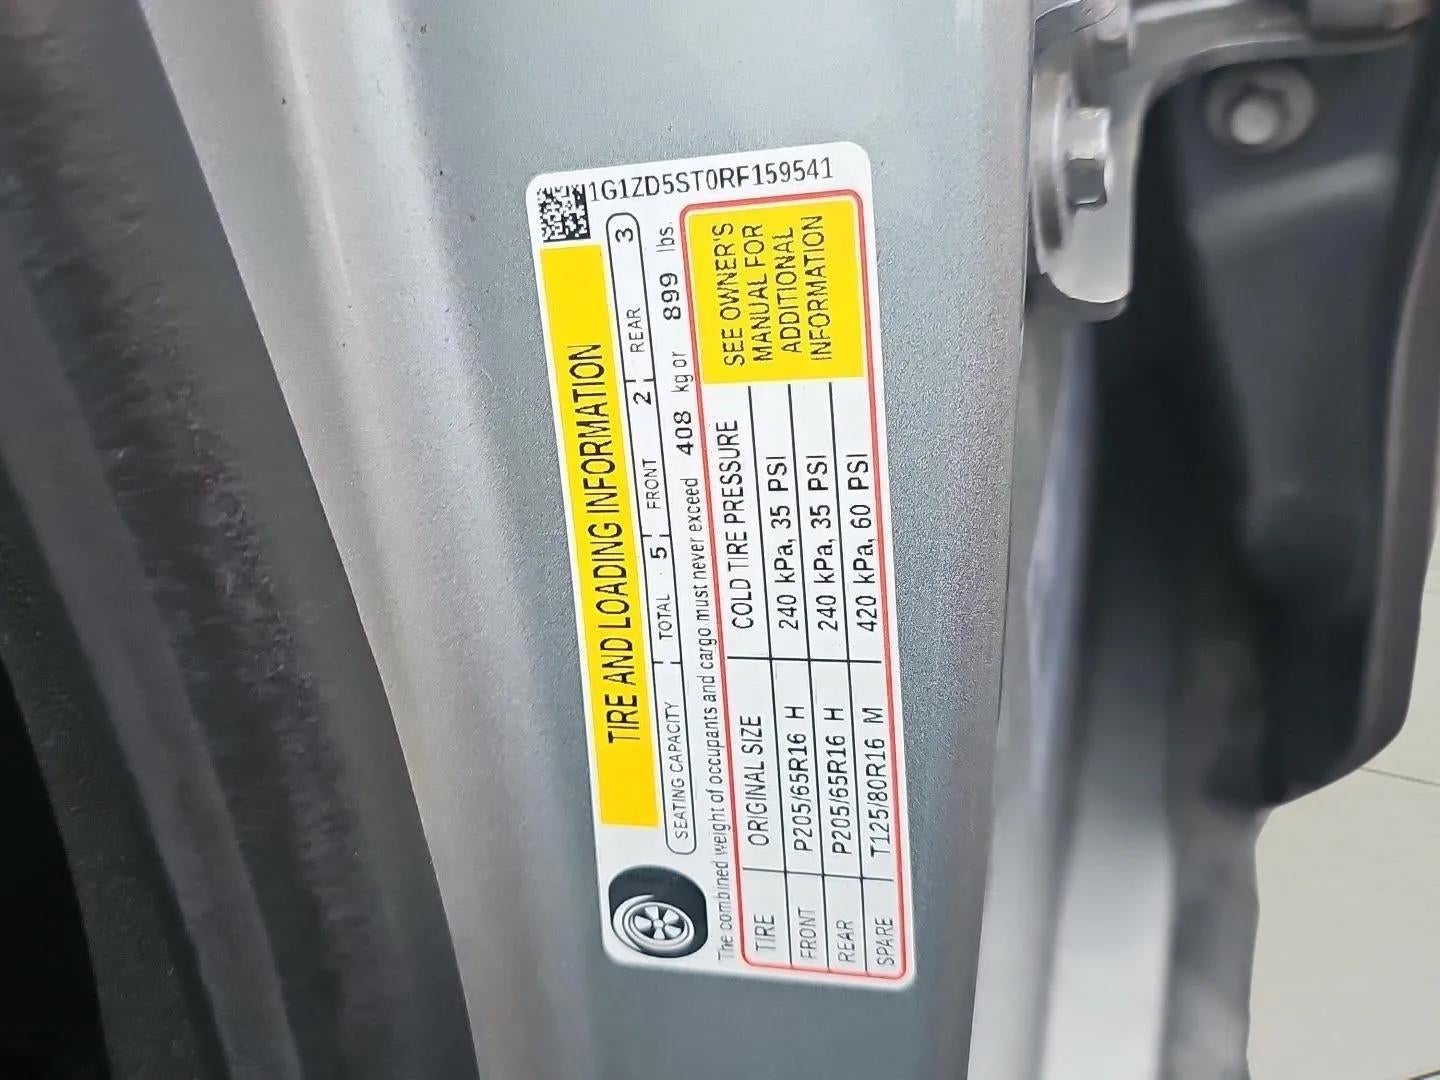 1G1ZD5ST0RF159541
TIRE AND LOADING INFORMATION
SEATING CAPACITY TOTAL 5 FRONT 2 REAR 3
The combined weight of occupants and cargo must never exceed 408 kg or 899 lbs.
TIRE ORIGINAL SIZE COLD TIRE PRESSURE
FRONT P205/65R16 H 240 kPa, 35 PSI
REAR P205/65R16 H 240 kPa, 35 PSI
SPARE T125/80R16 M 420 kPa, 60 PSI
SEE OWNER'S
MANUAL FOR
ADDITIONAL
INFORMATION